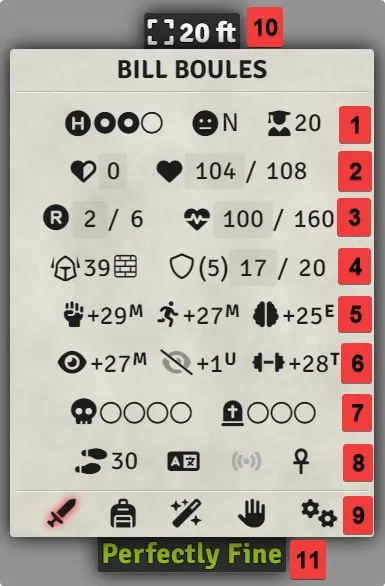 20 ft 10
BILL BOULES
H N 20 1
0 104 / 108 2
R 2 / 6 100 / 160 3
39 (5) 17 / 20 4
+29M +27M +25E 5
+27M +1U +28T 6
7
30 A 8
9
Perfectly Fine 11